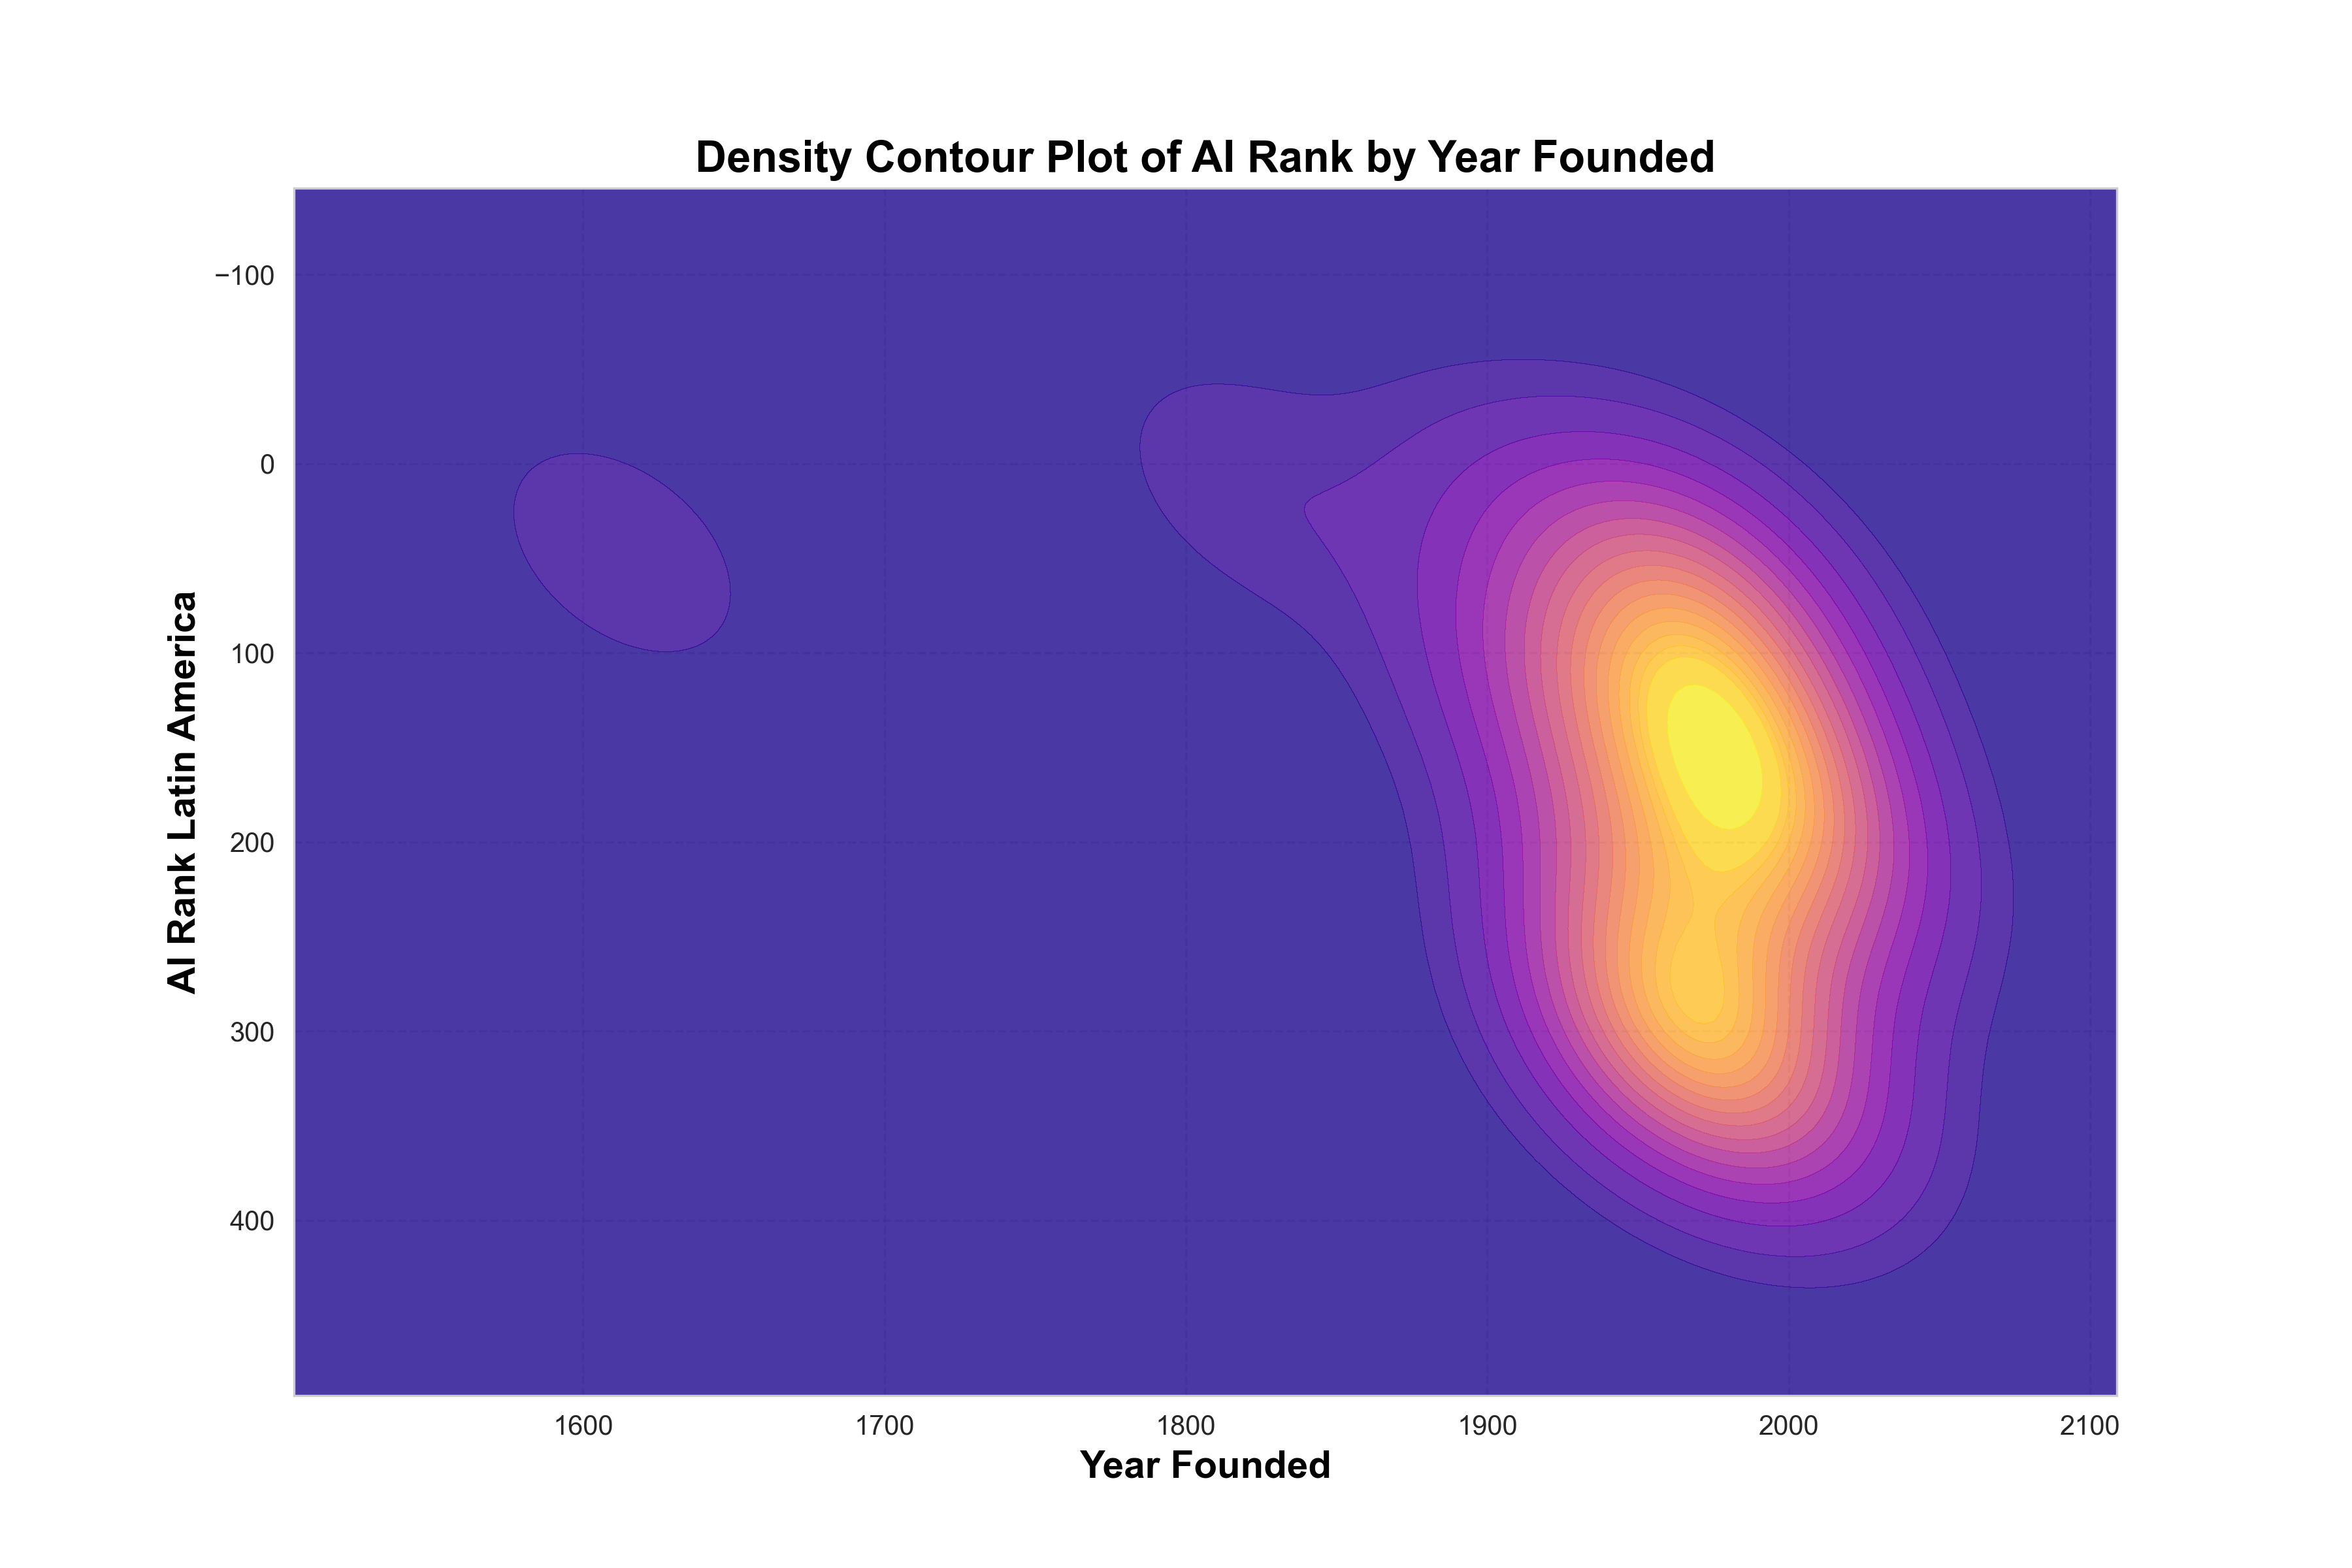 Density Contour Plot of AI Rank by Year Founded
AI Rank Latin America
−100
0
100
200
300
400
1600 1700 1800 1900 2000 2100
Year Founded